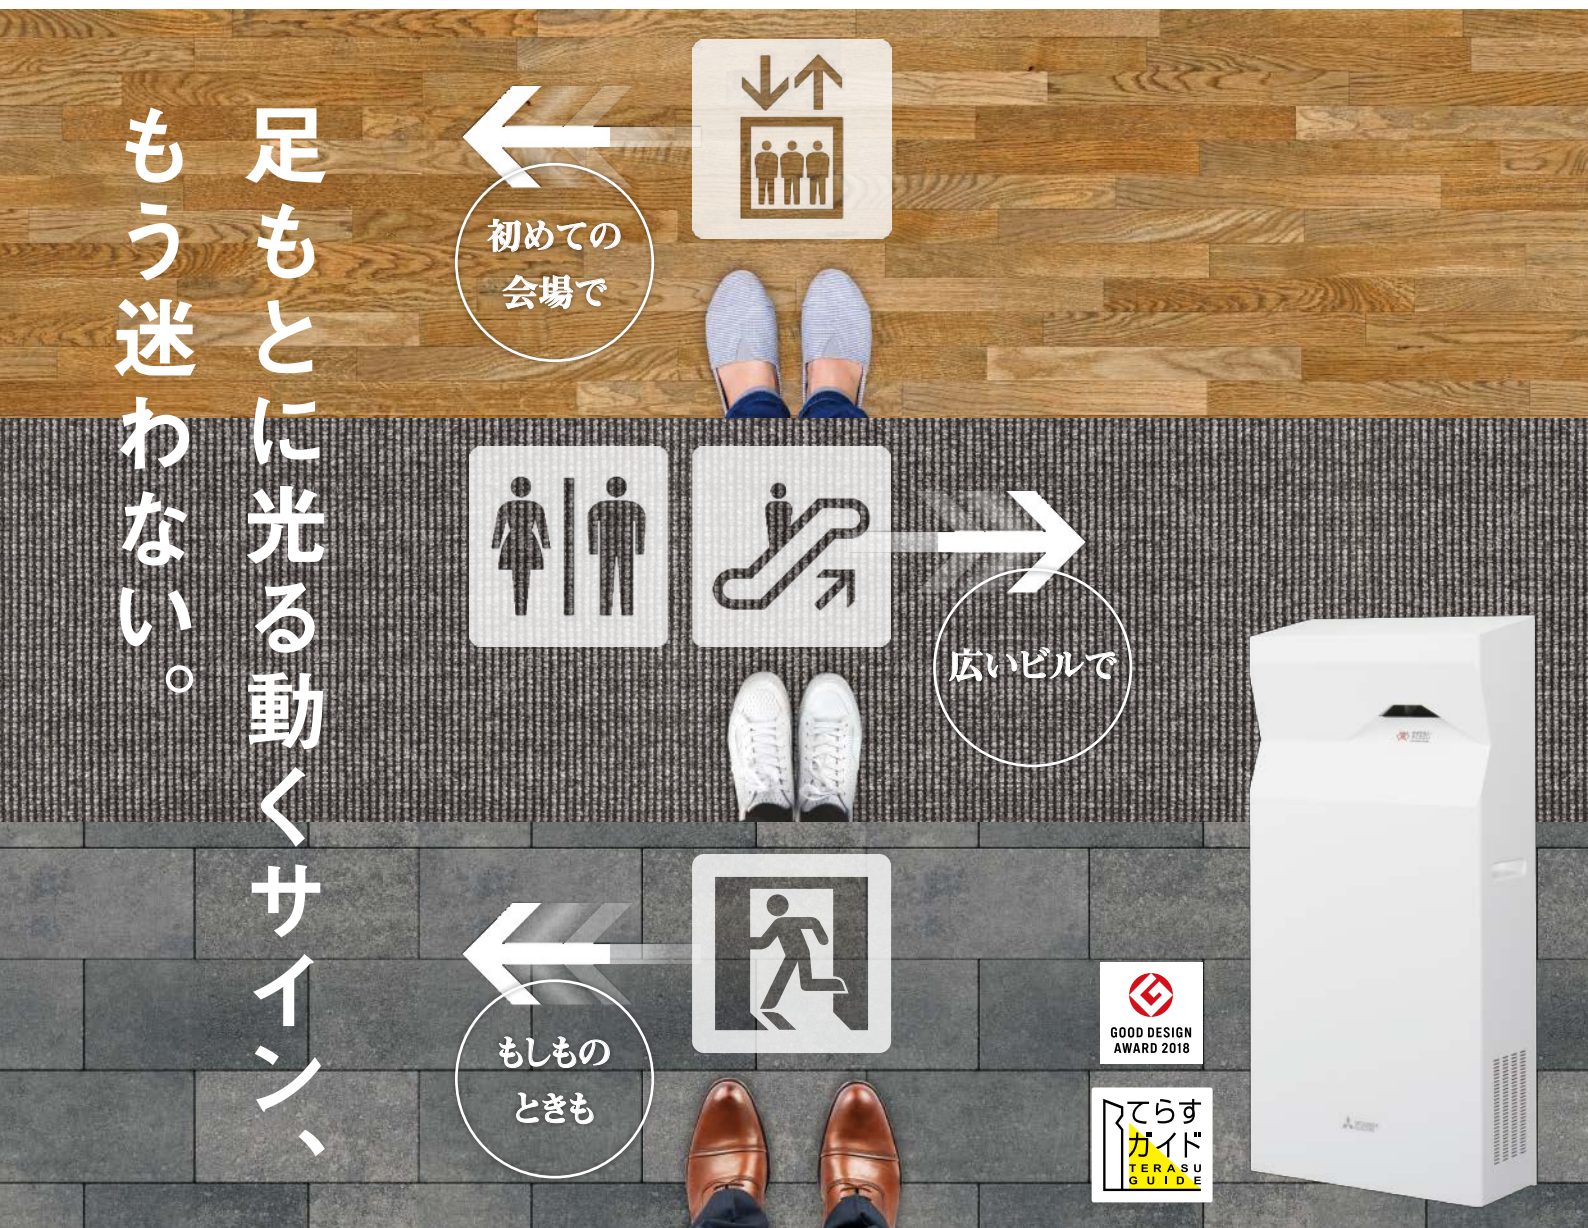 足もとに光る動くサイン、
もう迷わない。
初めての
会場で
広いビルで
もしもの
ときも
GOOD DESIGN
AWARD 2018
てらす
ガイド
TERASU
GUIDE